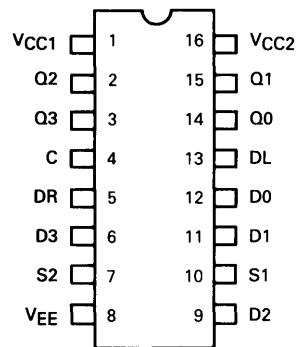 VCC1 1 16 VCC2
Q2 2 15 Q1
Q3 3 14 Q0
C 4 13 DL
DR 5 12 D0
D3 6 11 D1
S2 7 10 S1
VEE 8 9 D2